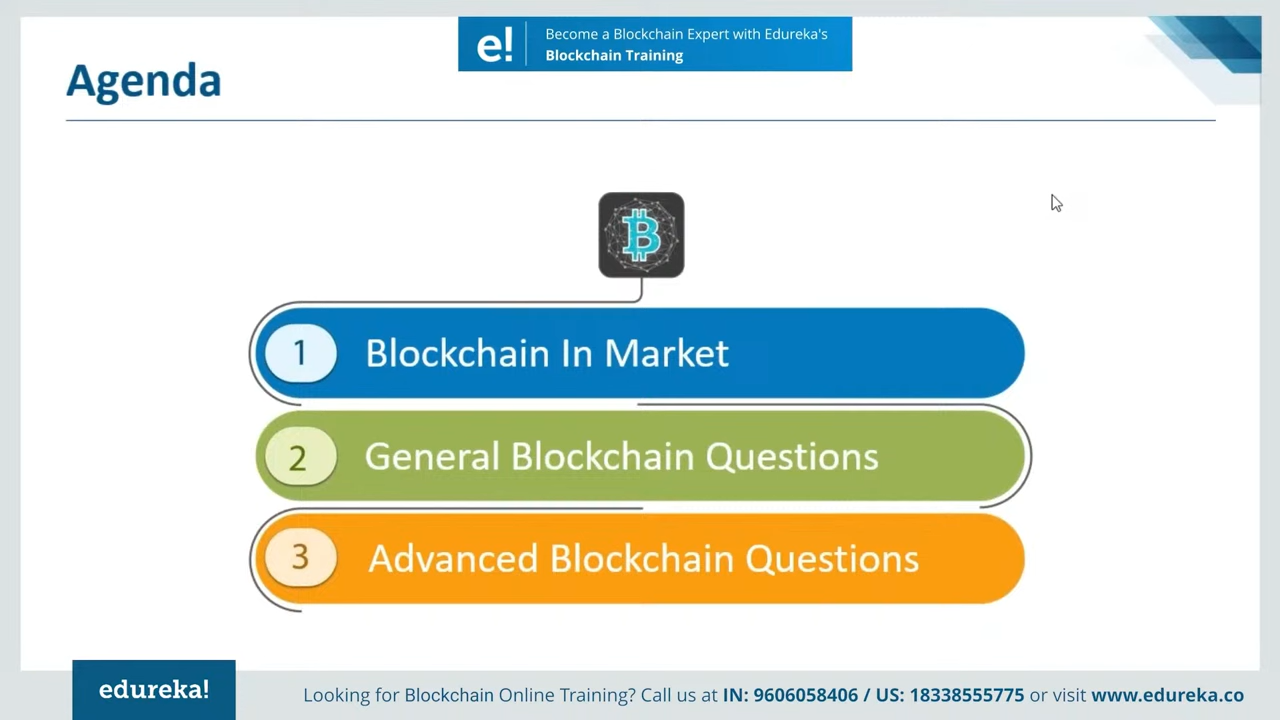 e!
Become a Blockchain Expert with Edureka's
Blockchain Training
Agenda
1 Blockchain In Market
2 General Blockchain Questions
3 Advanced Blockchain Questions
edureka!
Looking for Blockchain Online Training? Call us at IN: 9606058406 / US: 18338555775 or visit www.edureka.co